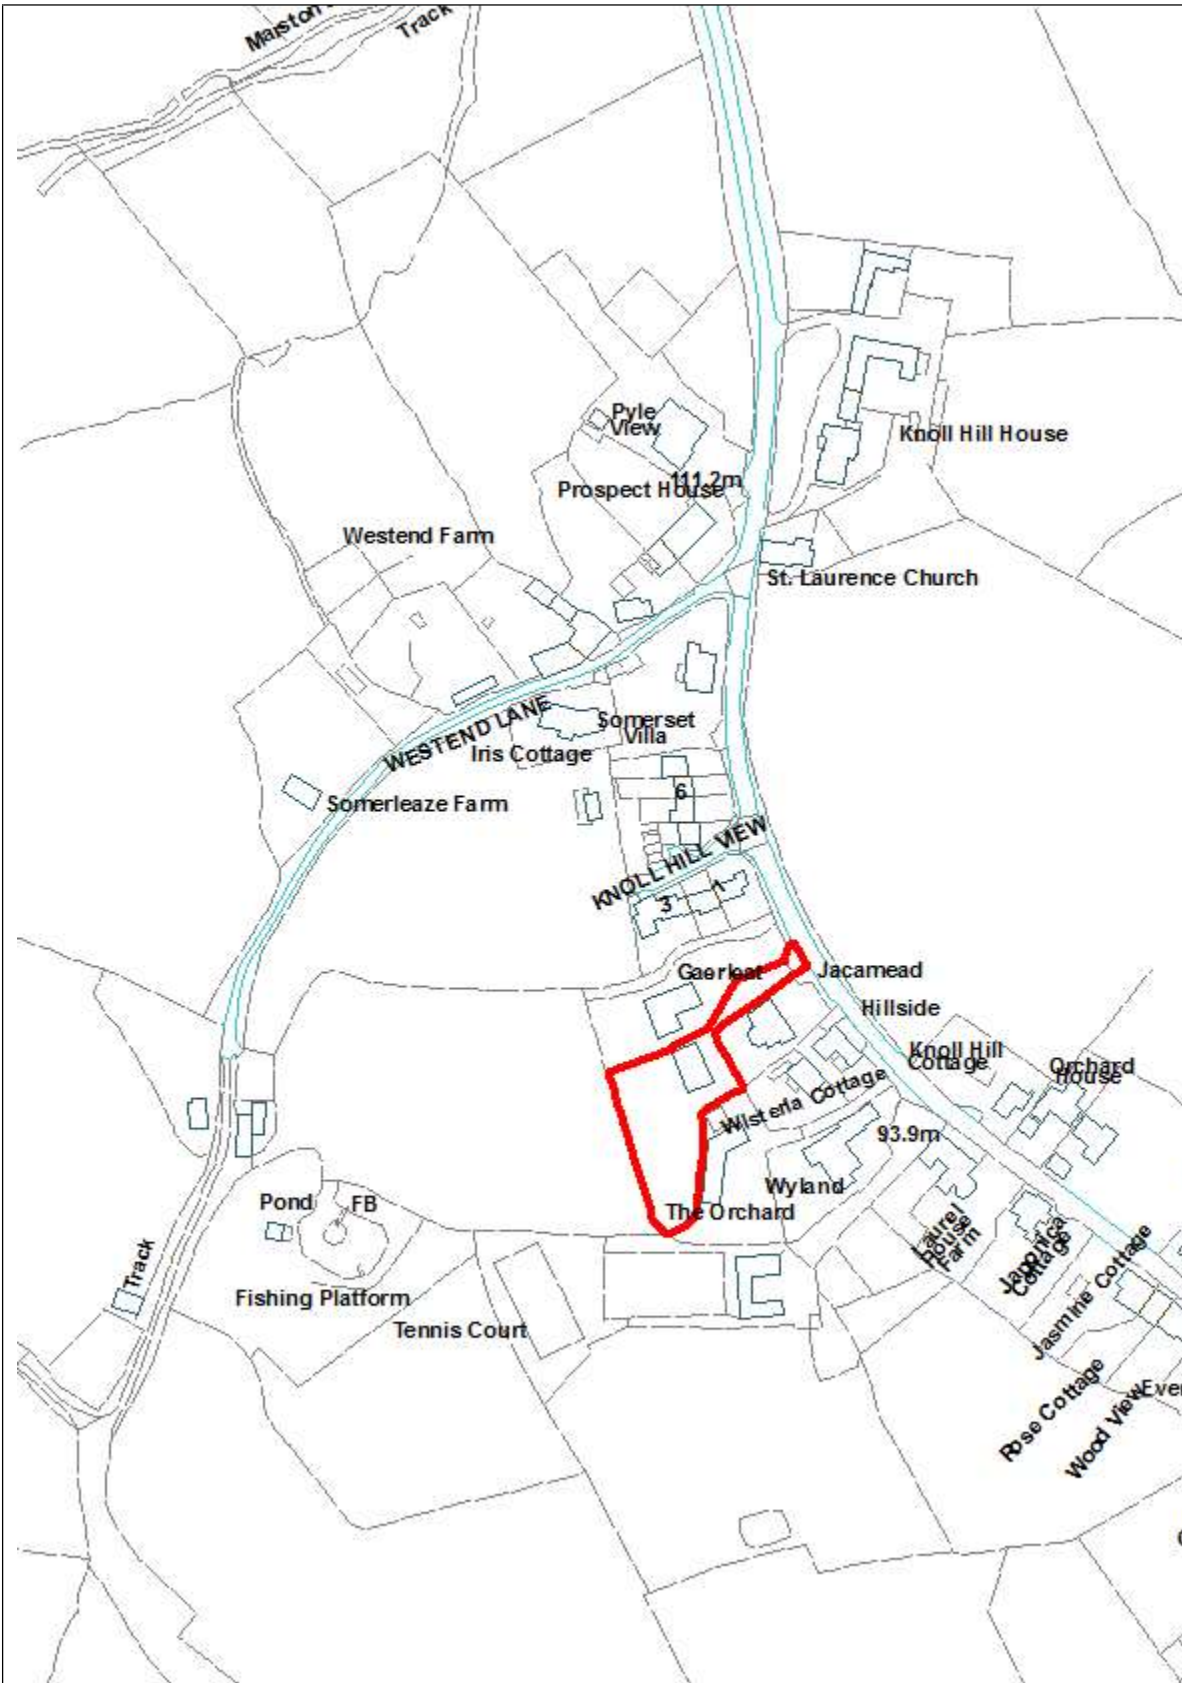 Marston
Track
Pyle
View
111.2m
Prospect House
Knoll Hill House
Westend Farm
St. Laurence Church
WESTEND LANE
Somerset
Villa
Iris Cottage
6
Somerleaze Farm
KNOLL HILL VIEW
1
3
Jacamead
Hillside
Knoll Hill
Cottage
Orchard
House
Wisteria Cottage
93.9m
Wyland
Pond
FB
The Orchard
Laurel
House
Farm
Japonica
Cottage
Track
Jasmine Cottage
Fishing Platform
Tennis Court
Rose Cottage
Wood View